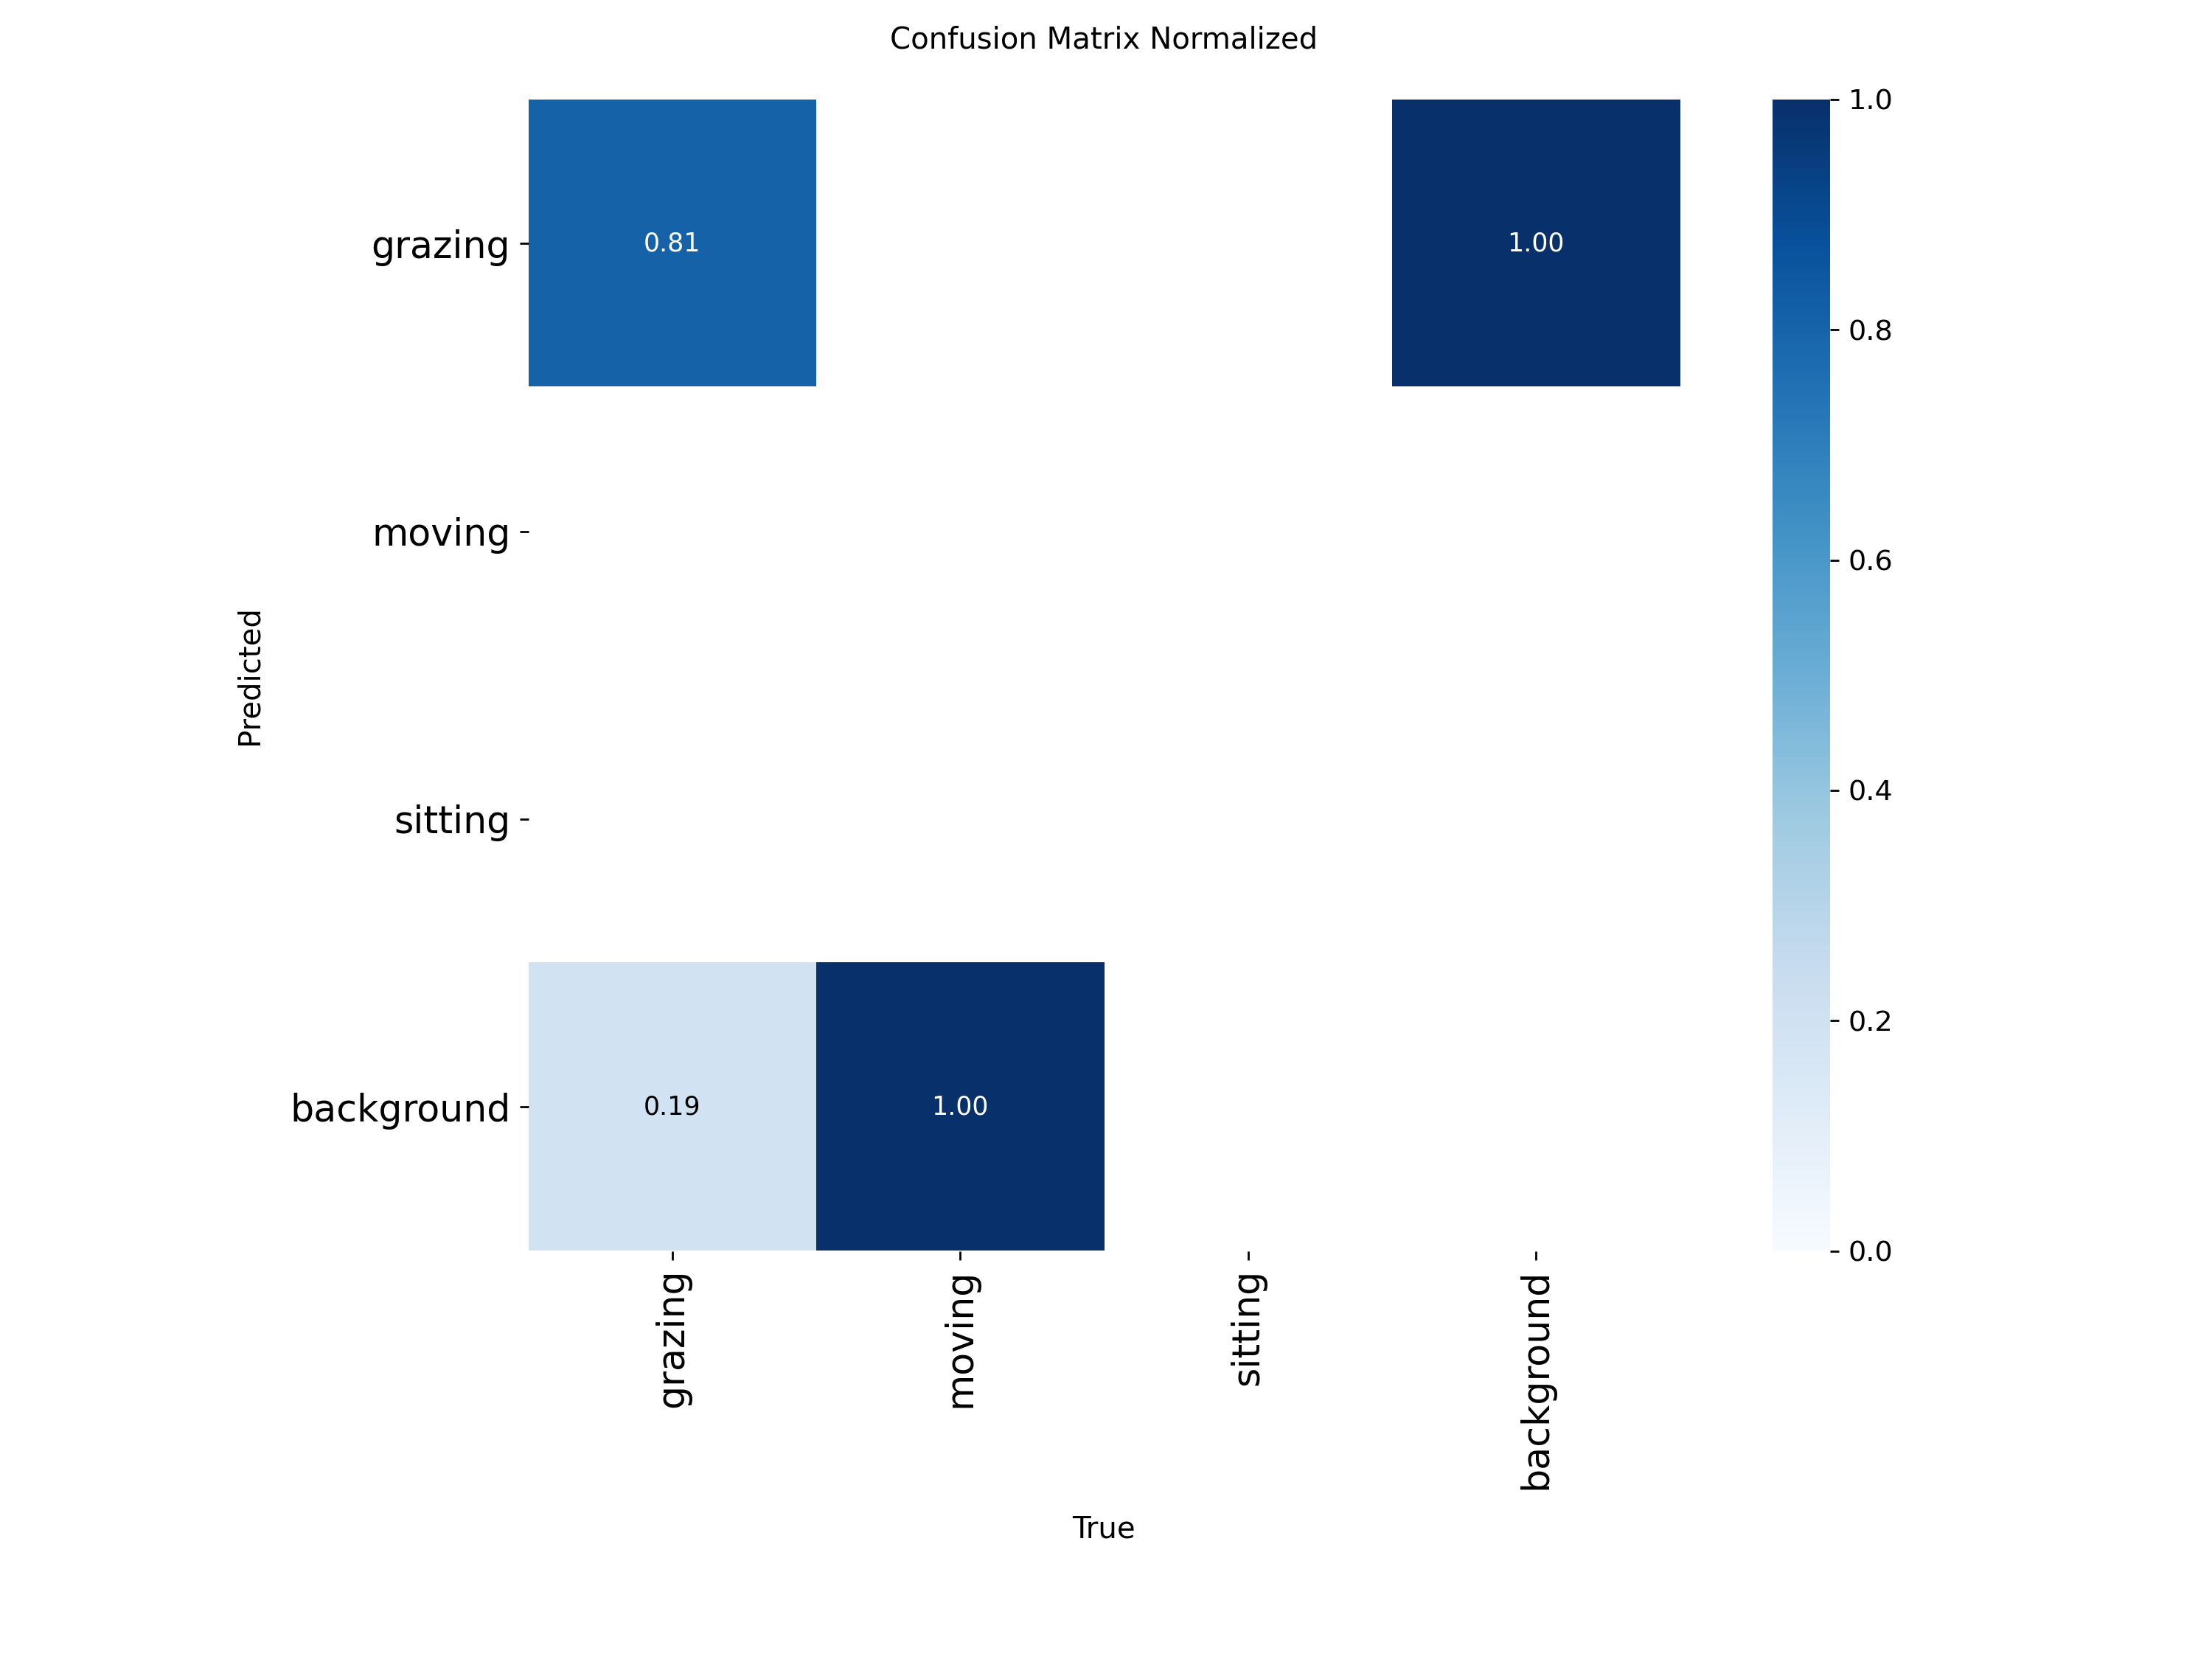 Confusion Matrix Normalized
1.0
grazing
0.81
1.00
0.8
moving
0.6
Predicted
sitting
0.4
0.2
background
0.19
1.00
0.0
grazing
moving
sitting
background
True